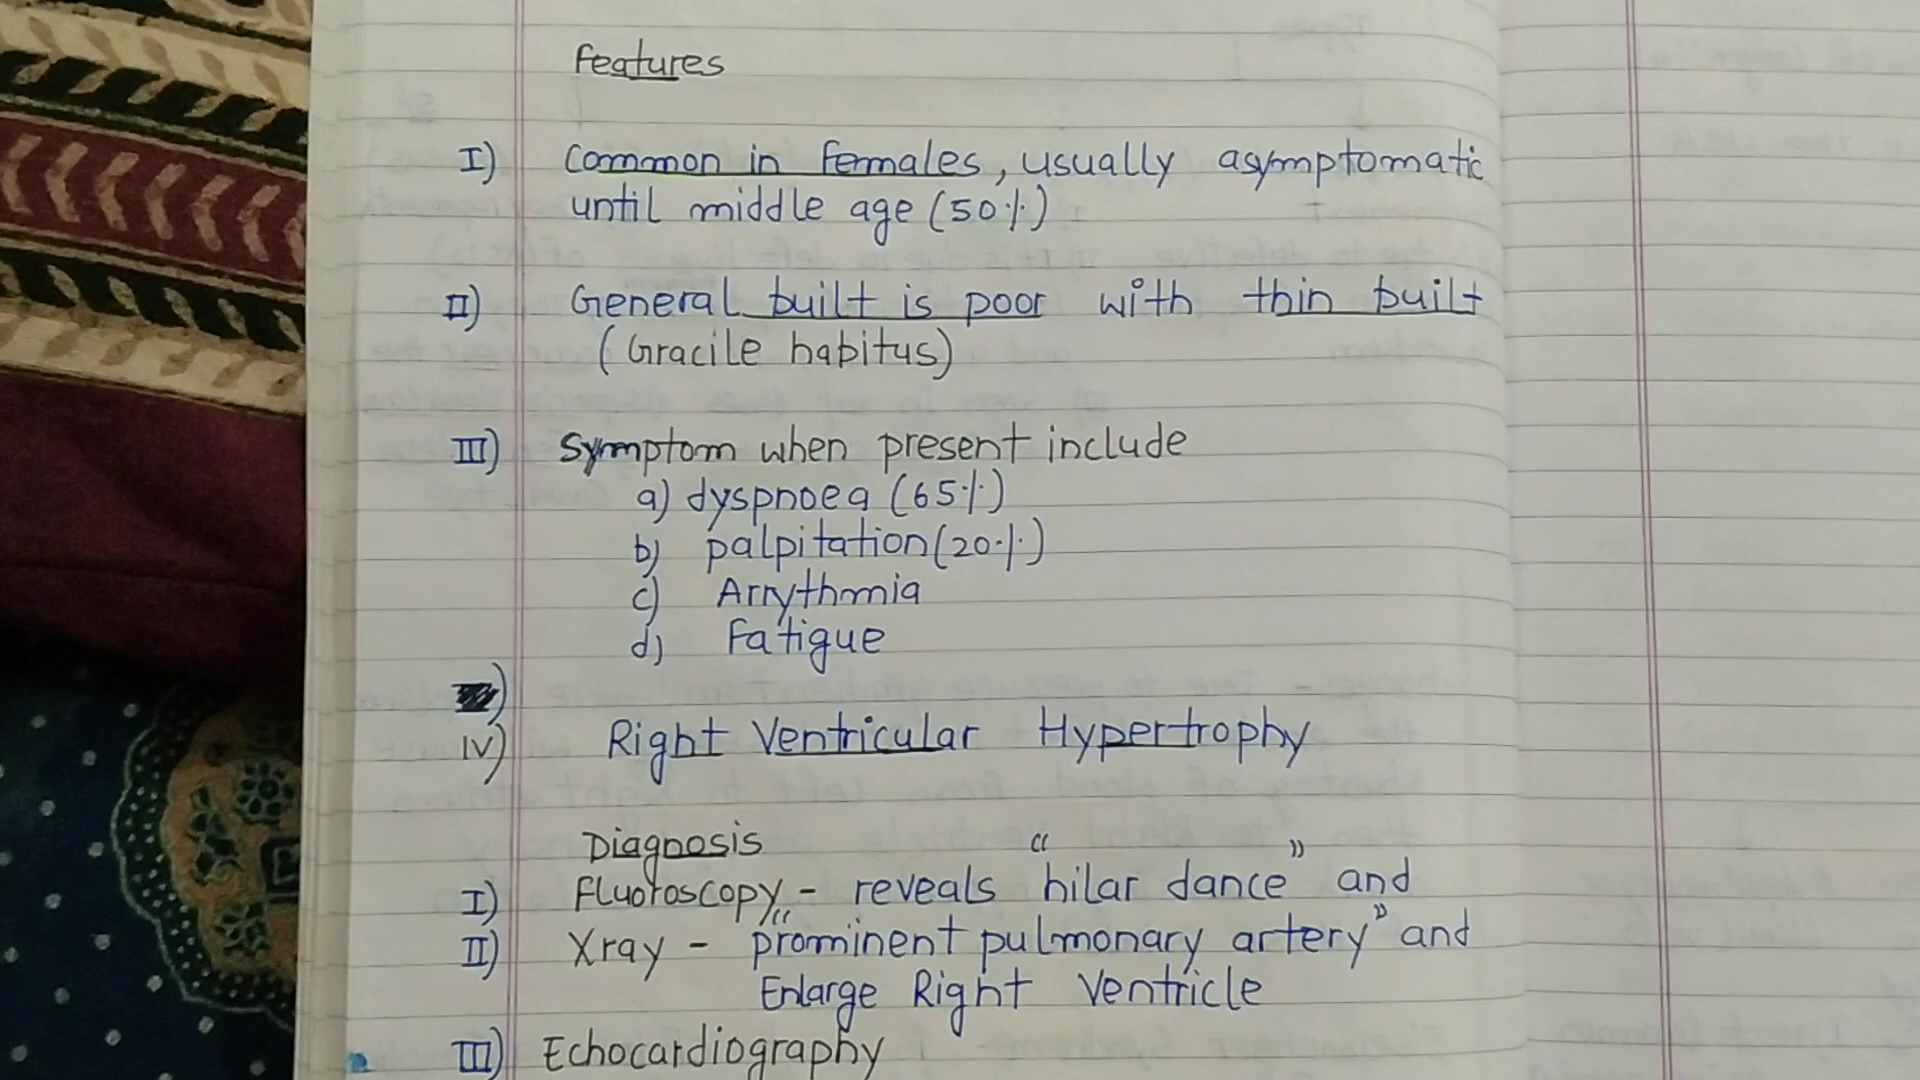 Features
I) Common in females, usually asymptomatic
until middle age (50%)
II) General built is poor with thin built
(Gracile habitus)
III) Symptom when present include
a) dyspnoea (65%)
b) palpitation (20%)
c) Arrythmia
d) Fatigue
IV) Right Ventricular Hypertrophy
Diagnosis
I) Fluoroscopy - reveals "hilar dance" and
II) Xray - "prominent pulmonary artery" and
Enlarge Right Ventricle
III) Echocardiography